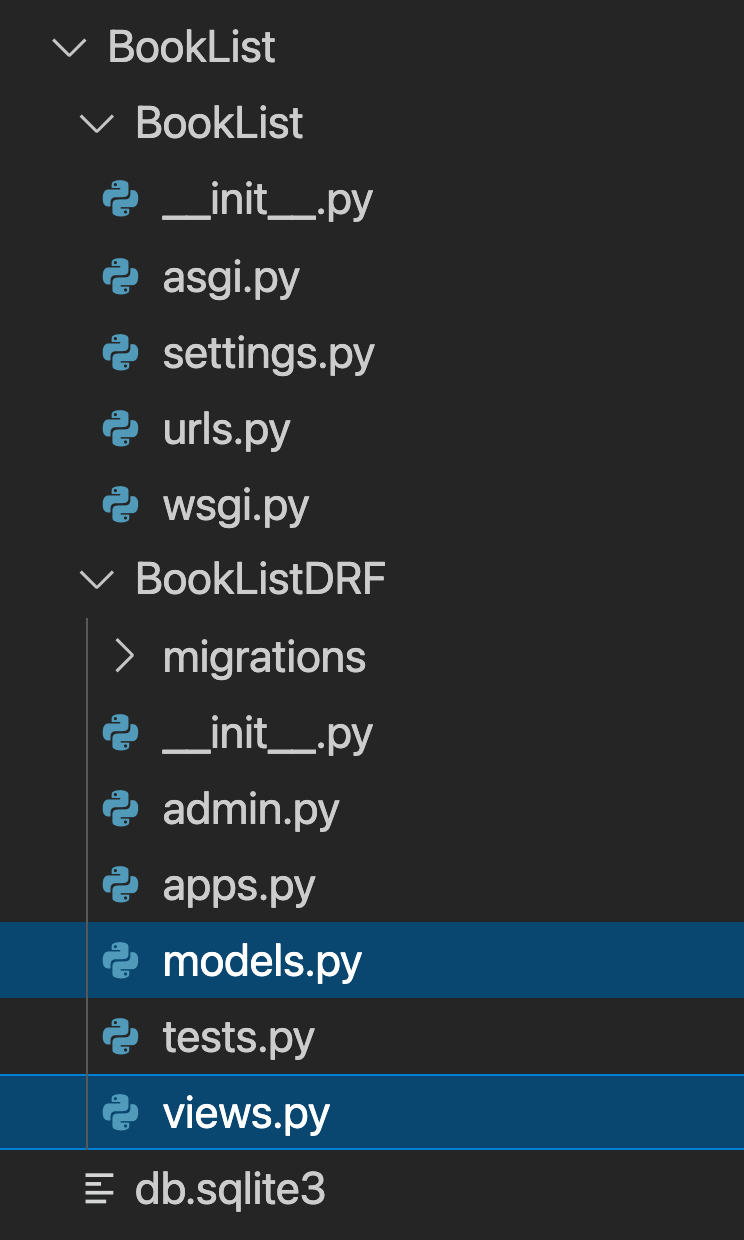 BookList
BookList
__init__.py
asgi.py
settings.py
urls.py
wsgi.py
BookListDRF
migrations
__init__.py
admin.py
apps.py
models.py
tests.py
views.py
db.sqlite3